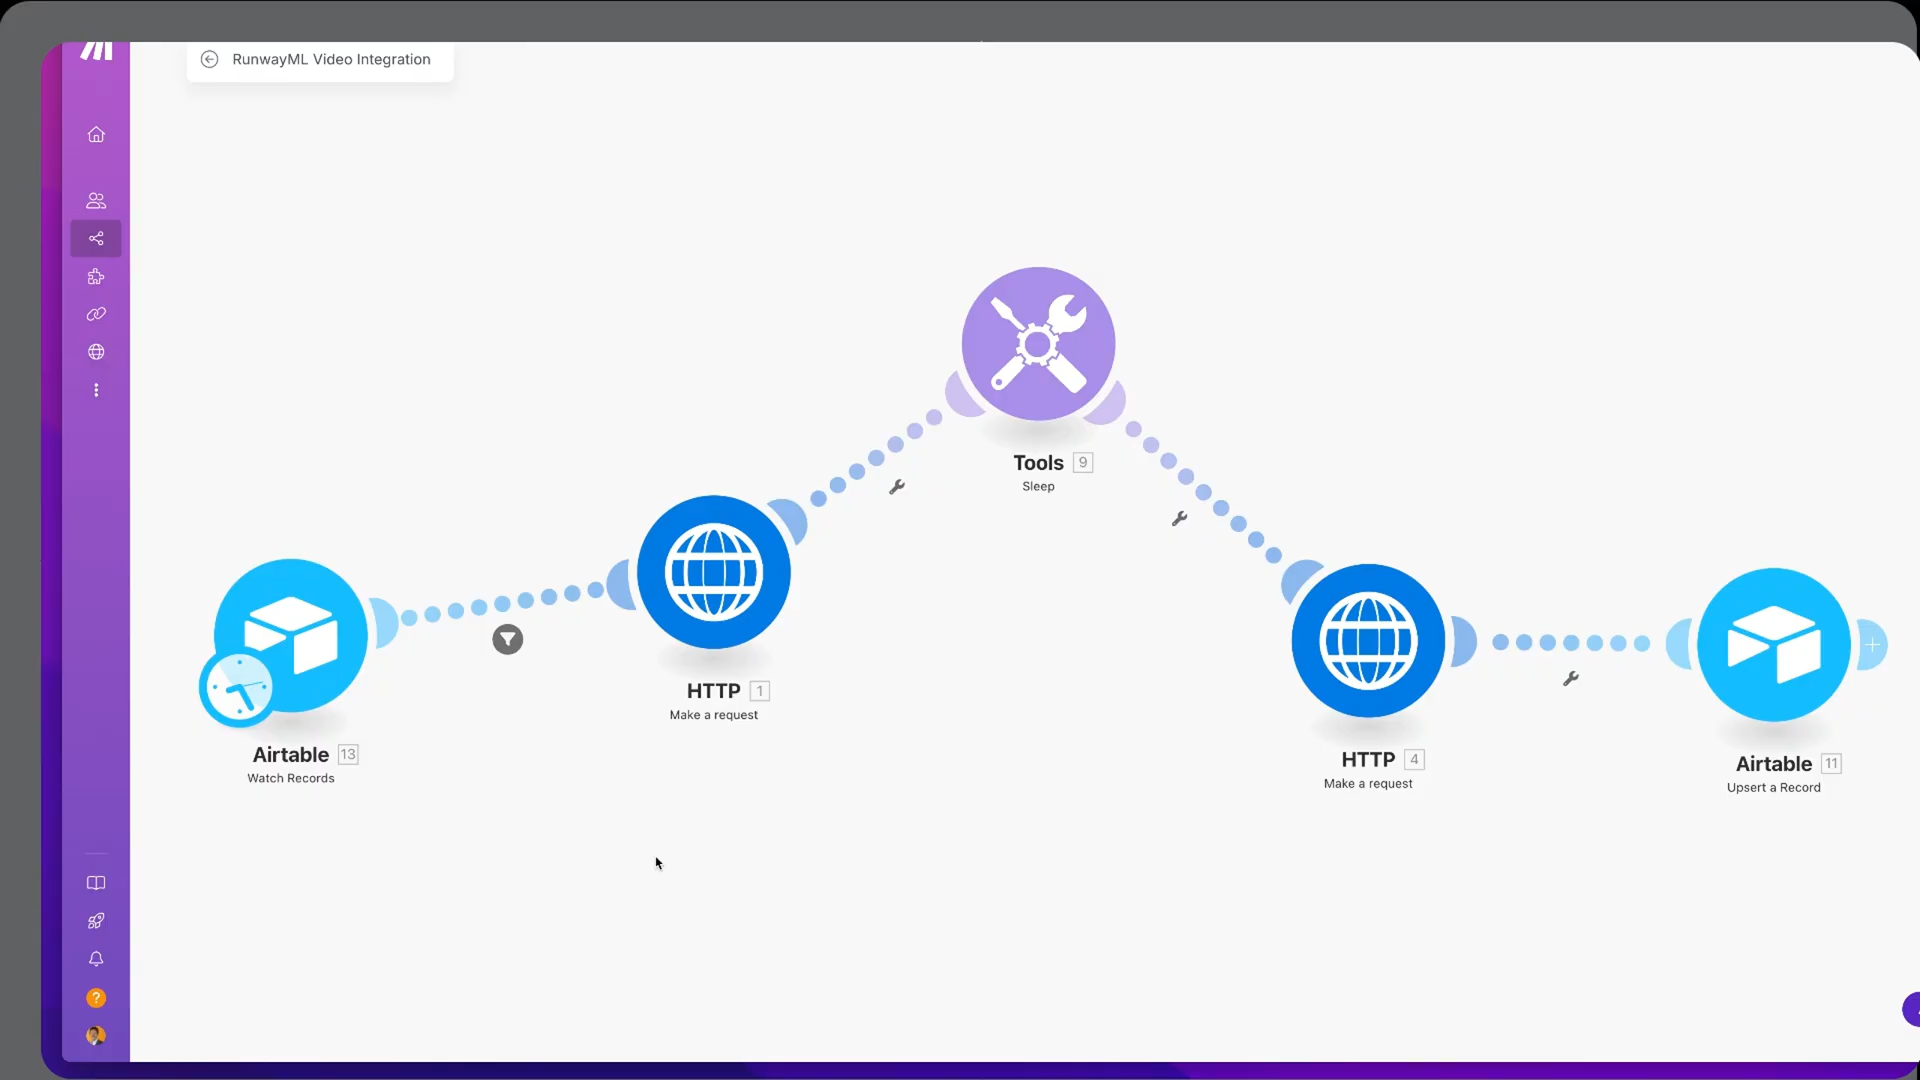 RunwayML Video Integration
Tools 9
Sleep
HTTP 1
Make a request
Airtable 13
Watch Records
HTTP 4
Make a request
Airtable 11
Upsert a Record
?